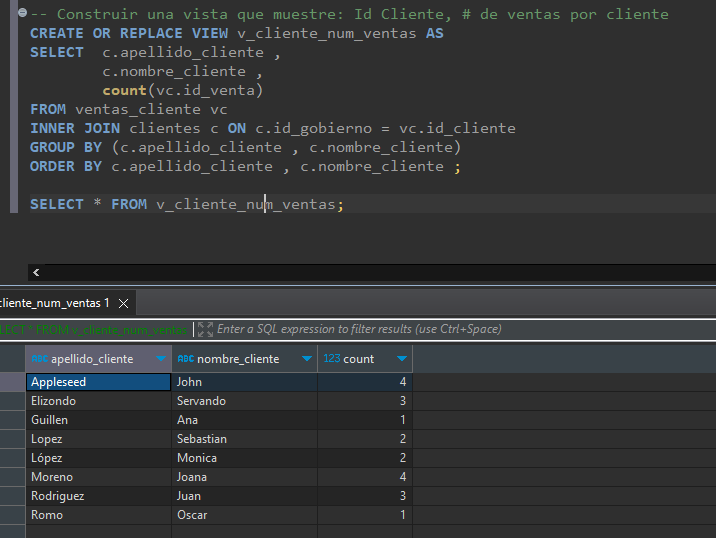 -- Construir una vista que muestre: Id Cliente, # de ventas por cliente
CREATE OR REPLACE VIEW v_cliente_num_ventas AS
SELECT c.apellido_cliente ,
c.nombre_cliente ,
count(vc.id_venta)
FROM ventas_cliente vc
INNER JOIN clientes c ON c.id_gobierno = vc.id_cliente
GROUP BY (c.apellido_cliente , c.nombre_cliente)
ORDER BY c.apellido_cliente , c.nombre_cliente ;
SELECT * FROM v_cliente_num_ventas;
cliente_num_ventas 1
LECT * FROM v_cliente_num_ventas Enter a SQL expression to filter results (use Ctrl+Space)
ABC apellido_cliente ABC nombre_cliente 123 count
Appleseed John 4
Elizondo Servando 3
Guillen Ana 1
Lopez Sebastian 2
López Monica 2
Moreno Joana 4
Rodriguez Juan 3
Romo Oscar 1